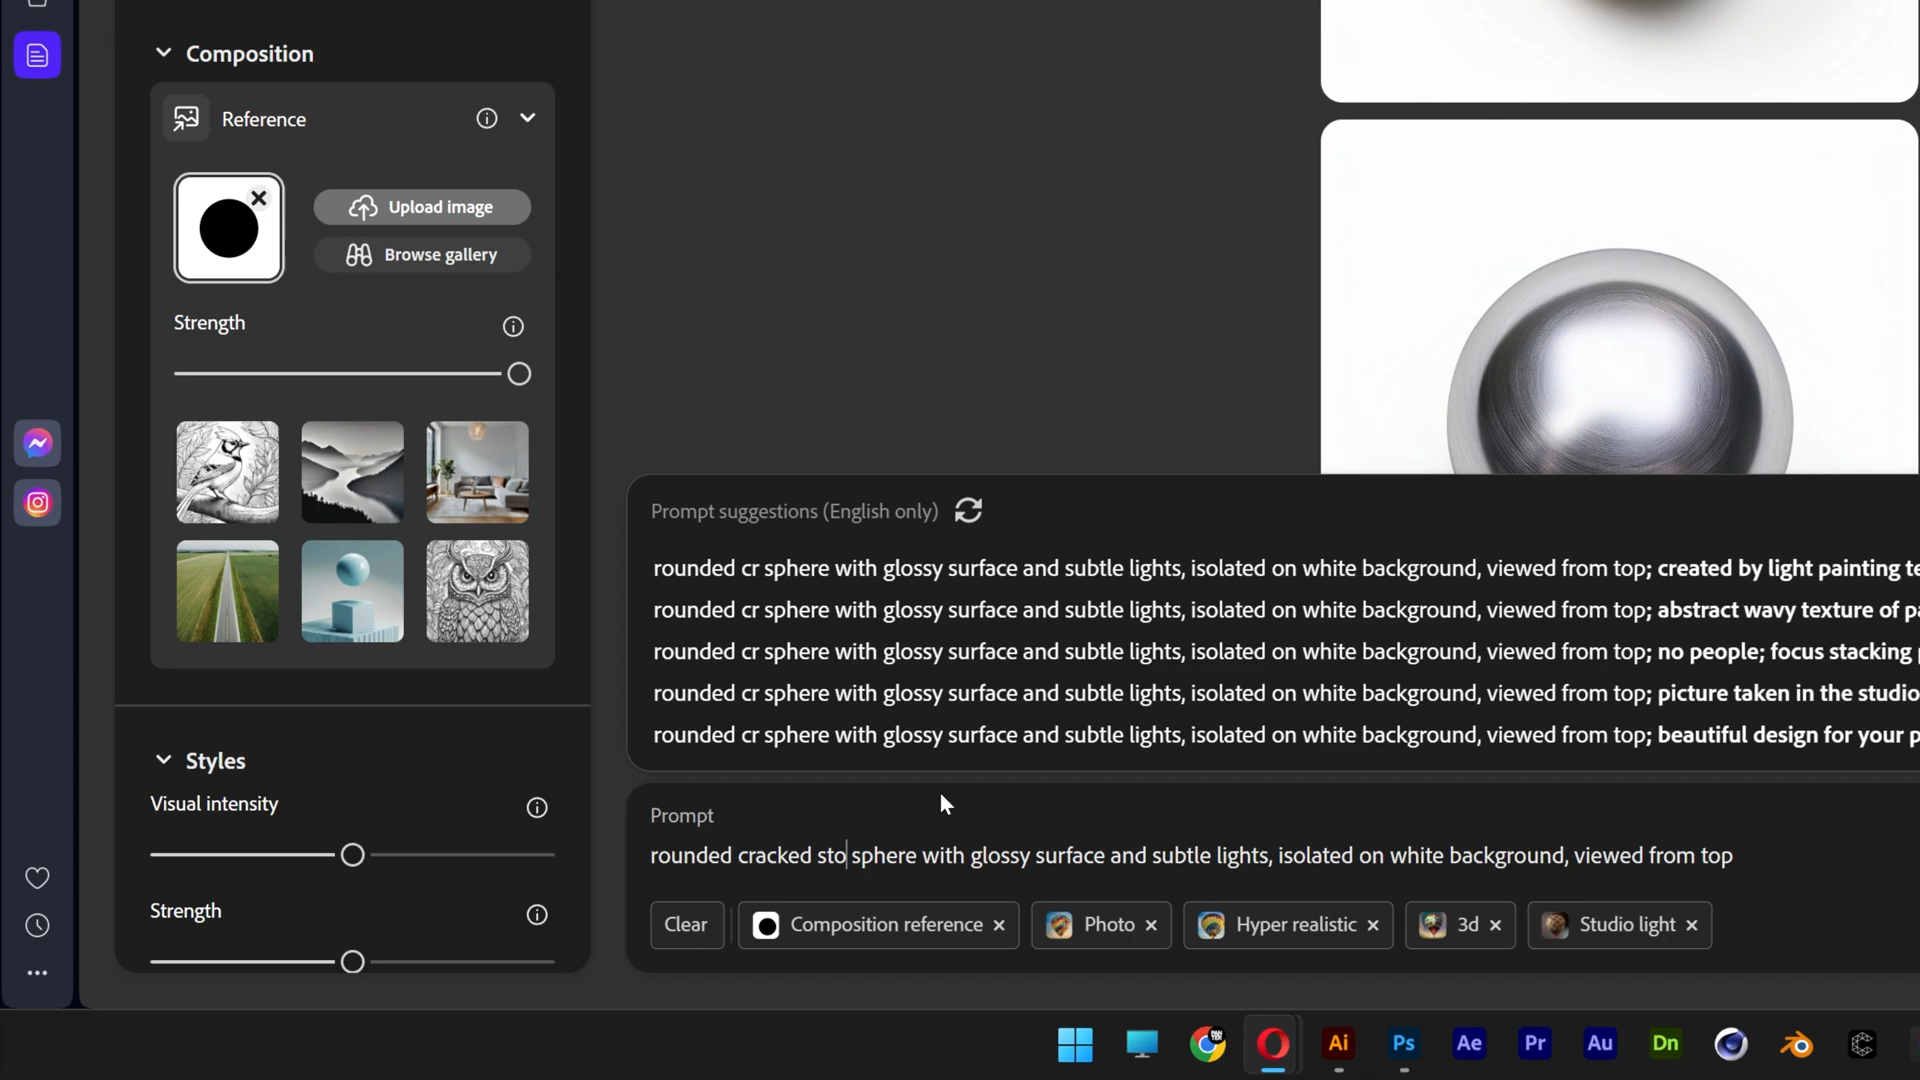 Composition
Reference
Upload image
Browse gallery
Strength
Styles
Visual intensity
Strength
Prompt suggestions (English only)
rounded cr sphere with glossy surface and subtle lights, isolated on white background, viewed from top; created by light painting te
rounded cr sphere with glossy surface and subtle lights, isolated on white background, viewed from top; abstract wavy texture of pa
rounded cr sphere with glossy surface and subtle lights, isolated on white background, viewed from top; no people; focus stacking p
rounded cr sphere with glossy surface and subtle lights, isolated on white background, viewed from top; picture taken in the studio
rounded cr sphere with glossy surface and subtle lights, isolated on white background, viewed from top; beautiful design for your p
Prompt
rounded cracked sto sphere with glossy surface and subtle lights, isolated on white background, viewed from top
Clear Composition reference Photo Hyper realistic 3d Studio light
Ai Ps Ae Pr Au Dn